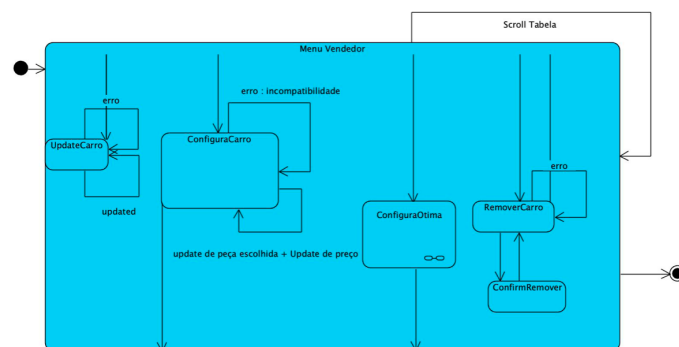 Scroll Tabela
Menu Vendedor
erro : incompatibilidade
erro
ConfiguraCarro
UpdateCarro
erro
ConfiguraOtima
RemoverCarro
updated
update de peça escolhida + Update de preço
ConfirmRemover